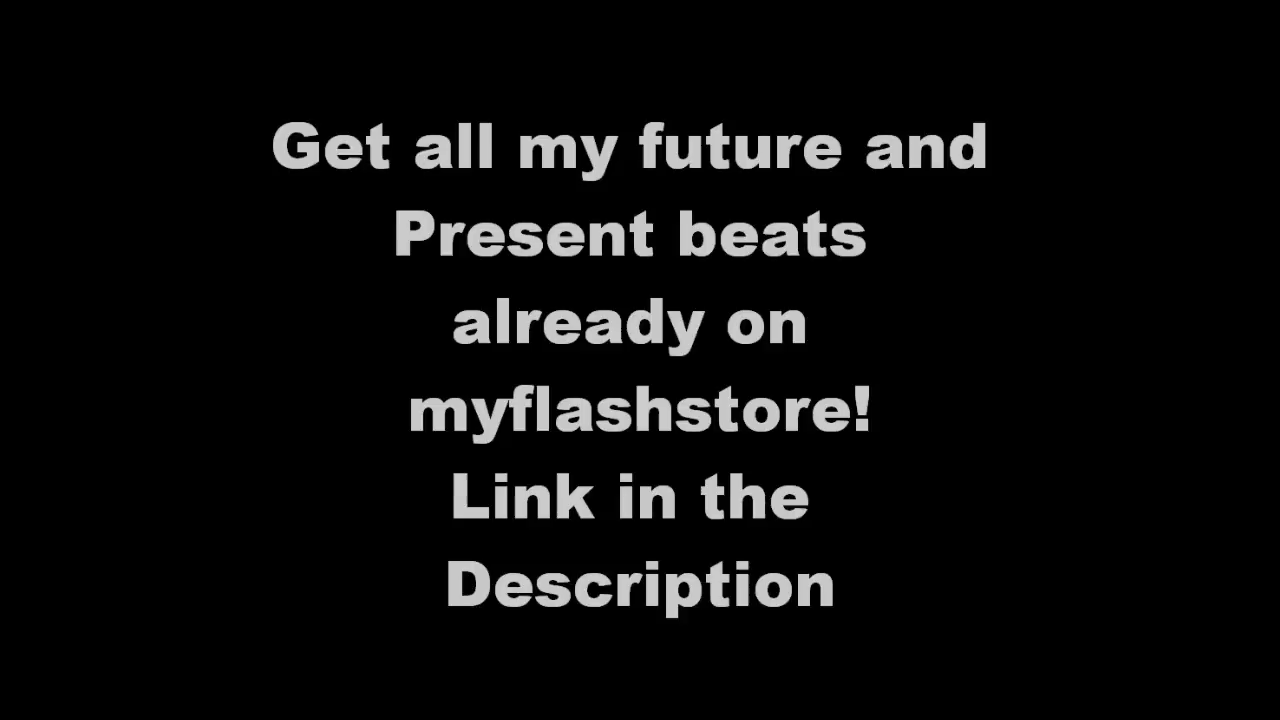 Get all my future and
Present beats
already on
myflashstore!
Link in the
Description